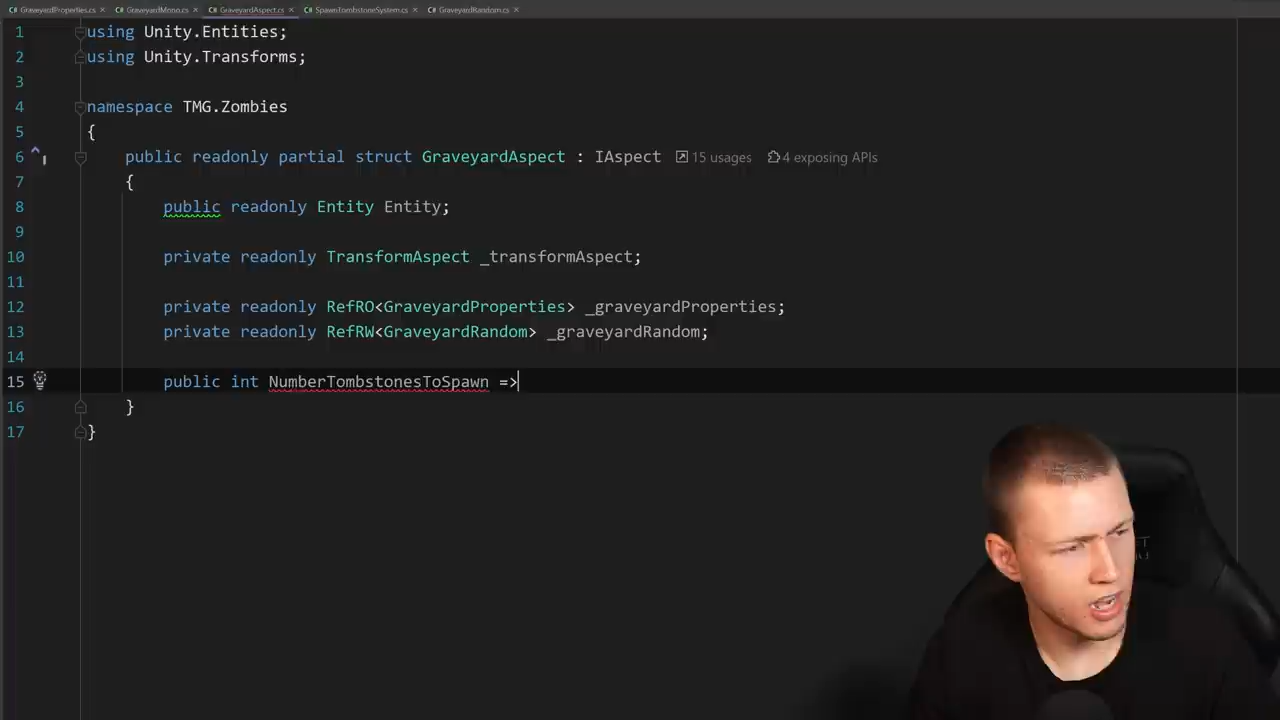 GraveyardProperties.cs × GraveyardMono.cs × GraveyardAspect.cs × SpawnTombstoneSystem.cs × GraveyardRandom.cs ×
1 using Unity.Entities;
2 using Unity.Transforms;
3
4 namespace TMG.Zombies
5 {
6 public readonly partial struct GraveyardAspect : IAspect 15 usages 4 exposing APIs
7 {
8 public readonly Entity Entity;
9
10 private readonly TransformAspect _transformAspect;
11
12 private readonly RefRO<GraveyardProperties> _graveyardProperties;
13 private readonly RefRW<GraveyardRandom> _graveyardRandom;
14
15 public int NumberTombstonesToSpawn =>
16 }
17 }